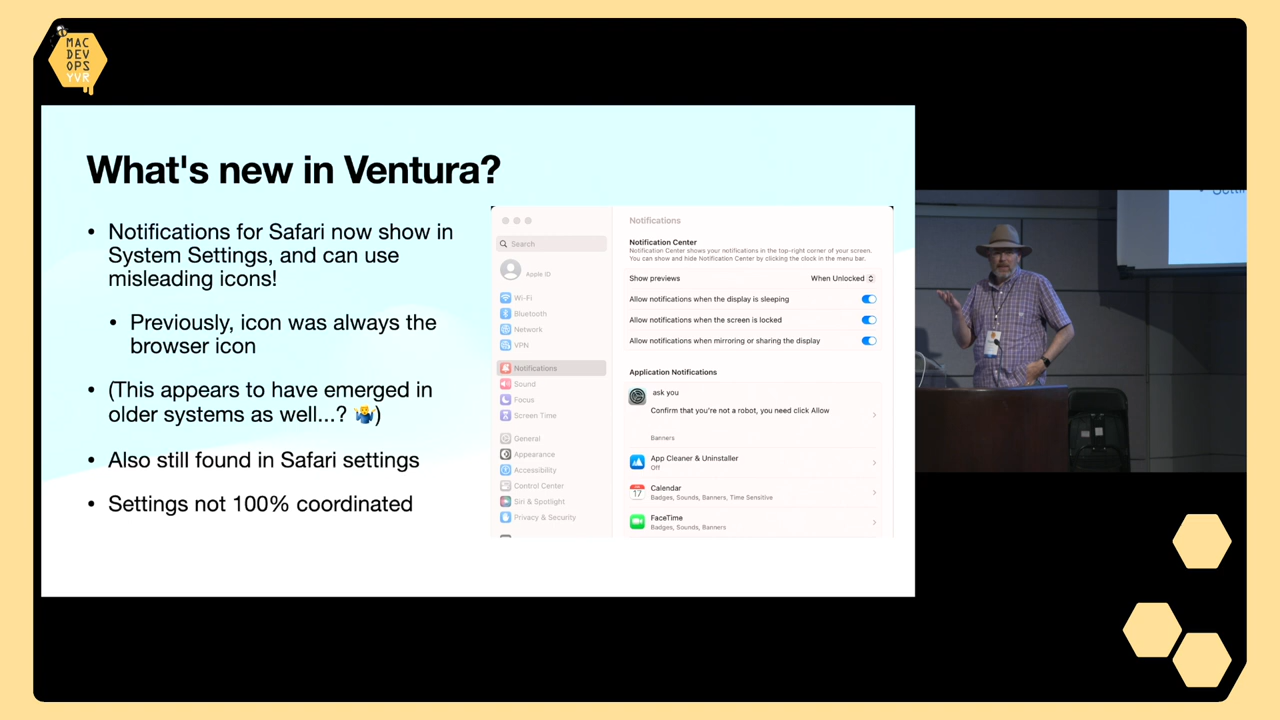 MAC
DEV
OPS
YVR
What's new in Ventura?
• Notifications for Safari now show in
System Settings, and can use
misleading icons!
• Previously, icon was always the
browser icon
• (This appears to have emerged in
older systems as well...? 🤷‍♂️)
• Also still found in Safari settings
• Settings not 100% coordinated
Search
Apple ID
Wi-Fi
Bluetooth
Network
VPN
Notifications
Sound
Focus
Screen Time
General
Appearance
Accessibility
Control Center
Siri & Spotlight
Privacy & Security
Notifications
Notification Center
Notification Center shows your notifications in the top-right corner of your screen.
You can show and hide Notification Center by clicking the clock in the menu bar.
Show previews When Unlocked
Allow notifications when the display is sleeping
Allow notifications when the screen is locked
Allow notifications when mirroring or sharing the display
Application Notifications
ask you
Confirm that you're not a robot, you need click Allow
Banners
App Cleaner & Uninstaller
Off
17
Calendar
Badges, Sounds, Banners, Time Sensitive
FaceTime
Badges, Sounds, Banners